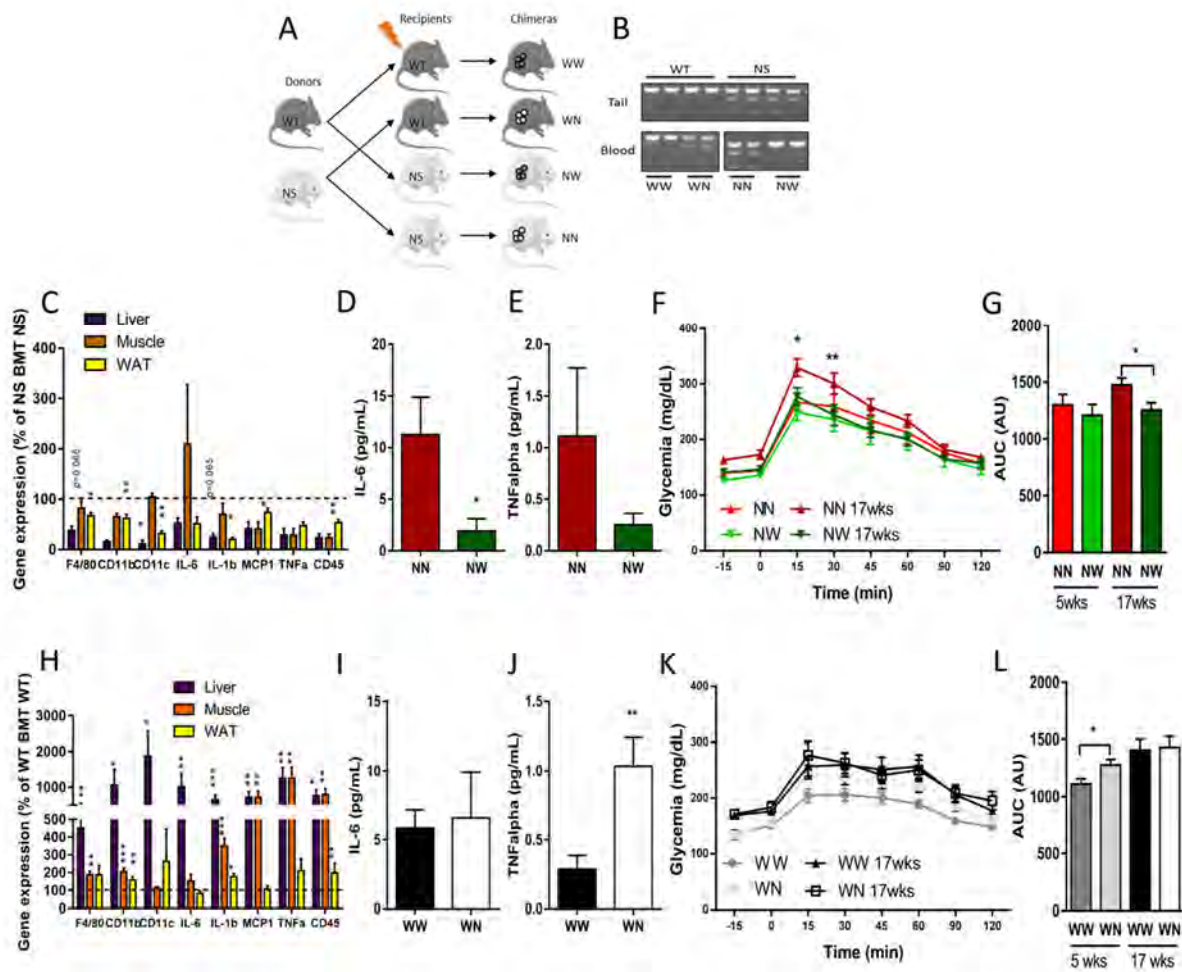 A
Donors
WT
NS
Recipients
WT
WT
NS
NS
Chimeras
WW
WN
NW
NN
B
WT NS
Tail
Blood
WW WN NN NW
C
Liver
Muscle
WAT
Gene expression (% of NS BMT NS)
400
300
200
100
0
p=0.065
F4/80 CD11b CD11c IL-6 IL-1b MCP1 TNFa CD45
D
IL-6 (pg/mL)
15
10
5
0
*
NN NW
E
TNFalpha (pg/mL)
2.0
1.5
1.0
0.5
0.0
NN NW
F
Glycemia (mg/dL)
400
300
200
100
* **
NN NN 17wks
NW NW 17wks
-15 0 15 30 45 60 90 120
Time (min)
G
AUC (AU)
2000
1500
1000
500
0
*
NN NW NN NW
5wks 17wks
H
Liver
Muscle
WAT
Gene expression (% of WT BMT WT)
3000
2000
1000
500
400
300
200
100
0
F4/80 CD11b CD11c IL-6 IL-1b MCP1 TNFa CD45
I
IL-6 (pg/mL)
15
10
5
0
WW WN
J
TNFalpha (pg/mL)
1.5
1.0
0.5
0.0
**
WW WN
K
Glycemia (mg/dL)
400
300
200
100
0
WW WW 17wks
WN WN 17wks
-15 0 15 30 45 60 90 120
Time (min)
L
AUC (AU)
2000
1500
1000
500
0
*
WW WN WW WN
5 wks 17 wks